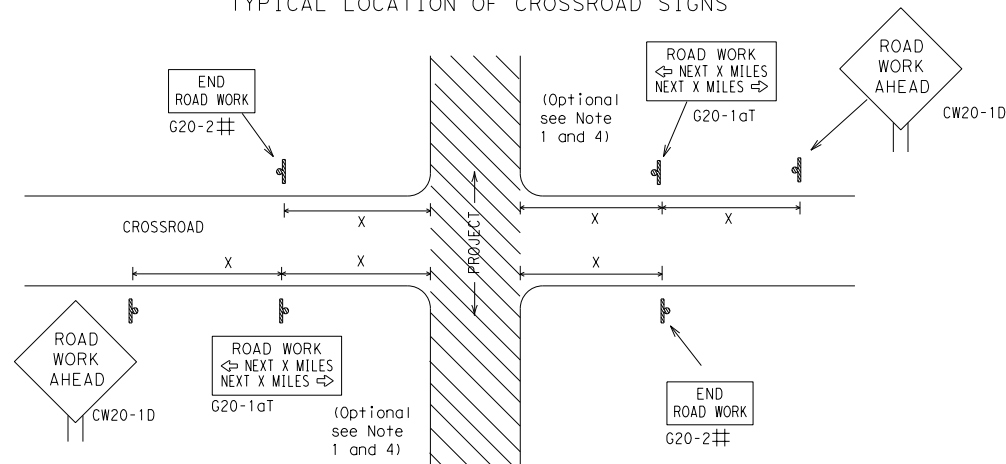 TYPICAL LOCATION OF CROSSROAD SIGNS
END
ROAD WORK
G20-2#
(Optional
see Note
1 and 4)
ROAD WORK
⇦ NEXT X MILES
NEXT X MILES ⇨
G20-1aT
ROAD
WORK
AHEAD
CW20-1D
X
X
X
CROSSROAD
PROJECT
X
X
X
ROAD
WORK
AHEAD
CW20-1D
ROAD WORK
⇦ NEXT X MILES
NEXT X MILES ⇨
G20-1aT
(Optional
see Note
1 and 4)
END
ROAD WORK
G20-2#